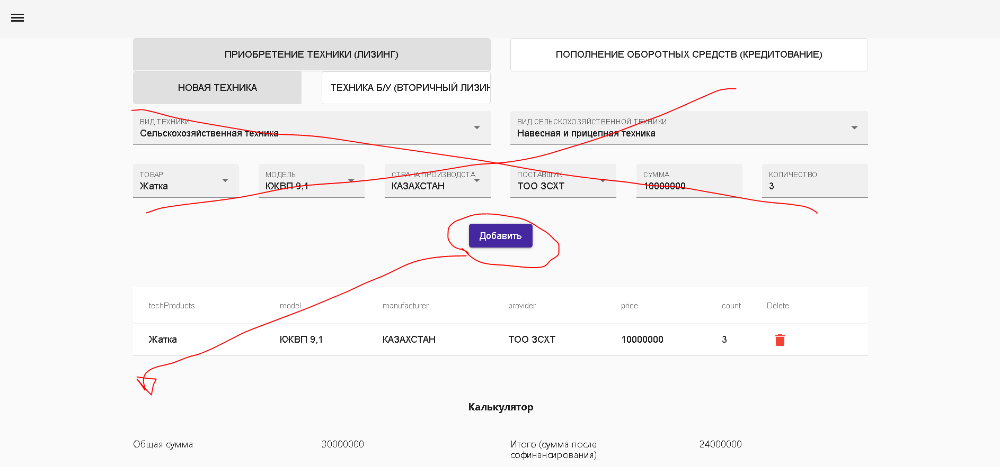 ПРИОБРЕТЕНИЕ ТЕХНИКИ (ЛИЗИНГ) ПОПОЛНЕНИЕ ОБОРОТНЫХ СРЕДСТВ (КРЕДИТОВАНИЕ)
НОВАЯ ТЕХНИКА ТЕХНИКА Б/У (ВТОРИЧНЫЙ ЛИЗИН
ВИД ТЕХНИКИ ВИД СЕЛЬСКОХОЗЯЙСТВЕННОЙ ТЕХНИКИ
Сельскохозяйственная техника Навесная и прицепная техника
ТОВАР МОДЕЛЬ СТРАНА ПРОИЗВОДСТА ПОСТАВЩИК СУММА КОЛИЧЕСТВО
Жатка КЖВП 9,1 КАЗАХСТАН ТОО ЗСХТ 10000000 3
Добавить
techProducts model manufacturer provider price count Delete
Жатка КЖВП 9,1 КАЗАХСТАН ТОО ЗСХТ 10000000 3
Калькулятор
Общая сумма 30000000 Итого (сумма после 24000000
софинансирования)